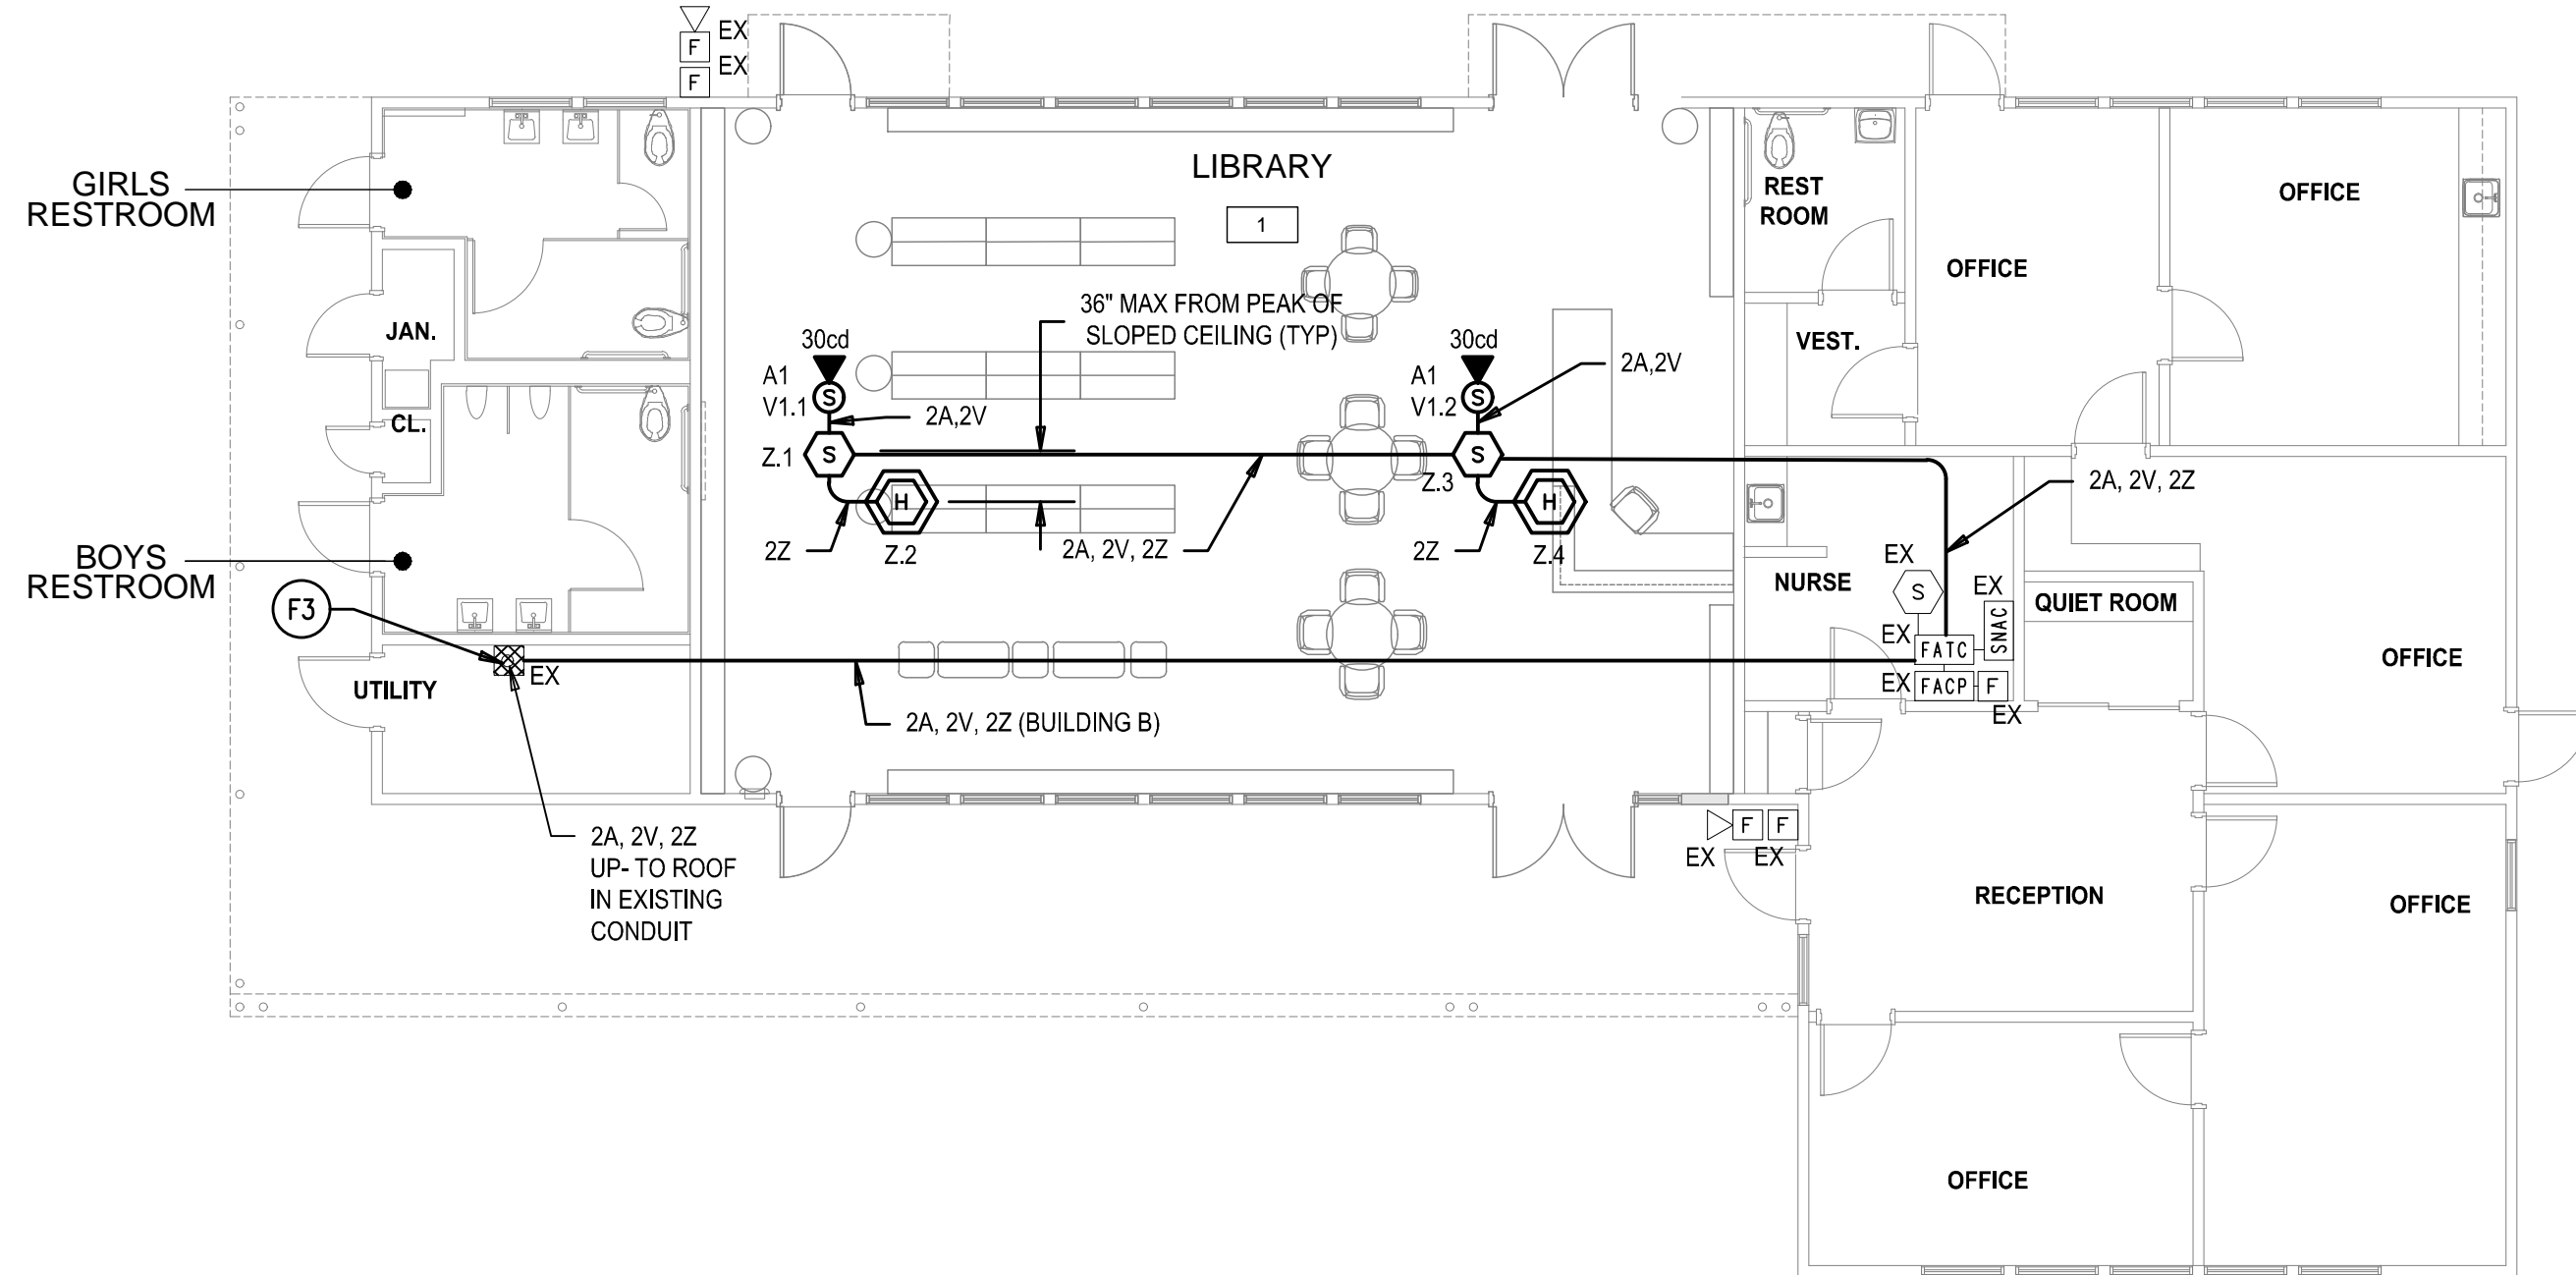 EX
F
EX
F
GIRLS
RESTROOM
LIBRARY
1
REST
ROOM
OFFICE
OFFICE
JAN.
VEST.
36" MAX FROM PEAK OF
SLOPED CEILING (TYP)
30cd
A1
V1.1
S
2A,2V
30cd
A1
V1.2
S
2A,2V
CL.
Z.1
S
Z.3
S
H
Z.2
2Z
2A, 2V, 2Z
H
Z.4
2Z
2A, 2V, 2Z
BOYS
RESTROOM
F3
NURSE
EX
S
EX
SNAC
EX
FATC
EX
FACP
F
EX
QUIET ROOM
OFFICE
UTILITY
EX
2A, 2V, 2Z (BUILDING B)
2A, 2V, 2Z
UP- TO ROOF
IN EXISTING
CONDUIT
F
F
EX
EX
RECEPTION
OFFICE
OFFICE